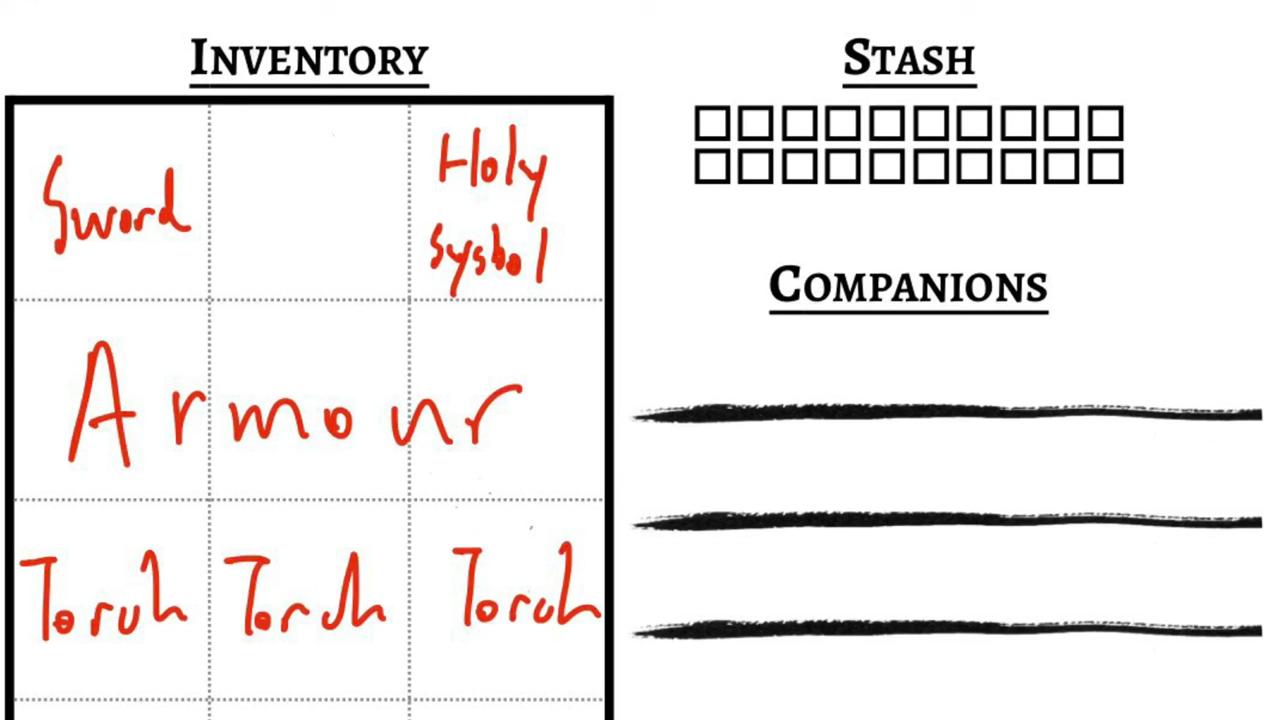 INVENTORY
STASH
Sword
Holy
sysbol
COMPANIONS
Armour
Torch Torch Torch